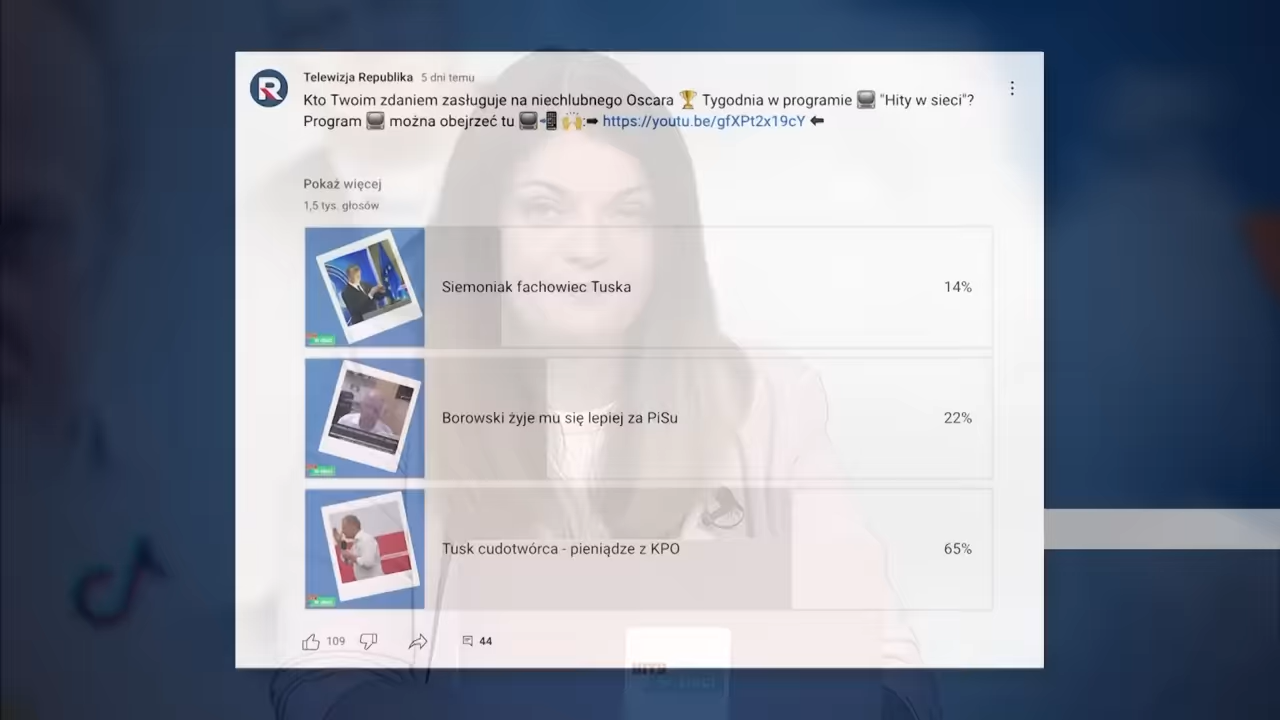 Telewizja Republika 5 dni temu
Kto Twoim zdaniem zasługuje na niechlubnego Oscara 🏆 Tygodnia w programie 📺 "Hity w sieci"?
Program 📺 można obejrzeć tu 📺📲 🙌:➡ https://youtu.be/gfXPt2x19cY ⬅
Pokaż więcej
1,5 tys. głosów
Siemoniak fachowiec Tuska 14%
Borowski żyje mu się lepiej za PiSu 22%
Tusk cudotwórca - pieniądze z KPO 65%
109 44
HITY
W SIECI